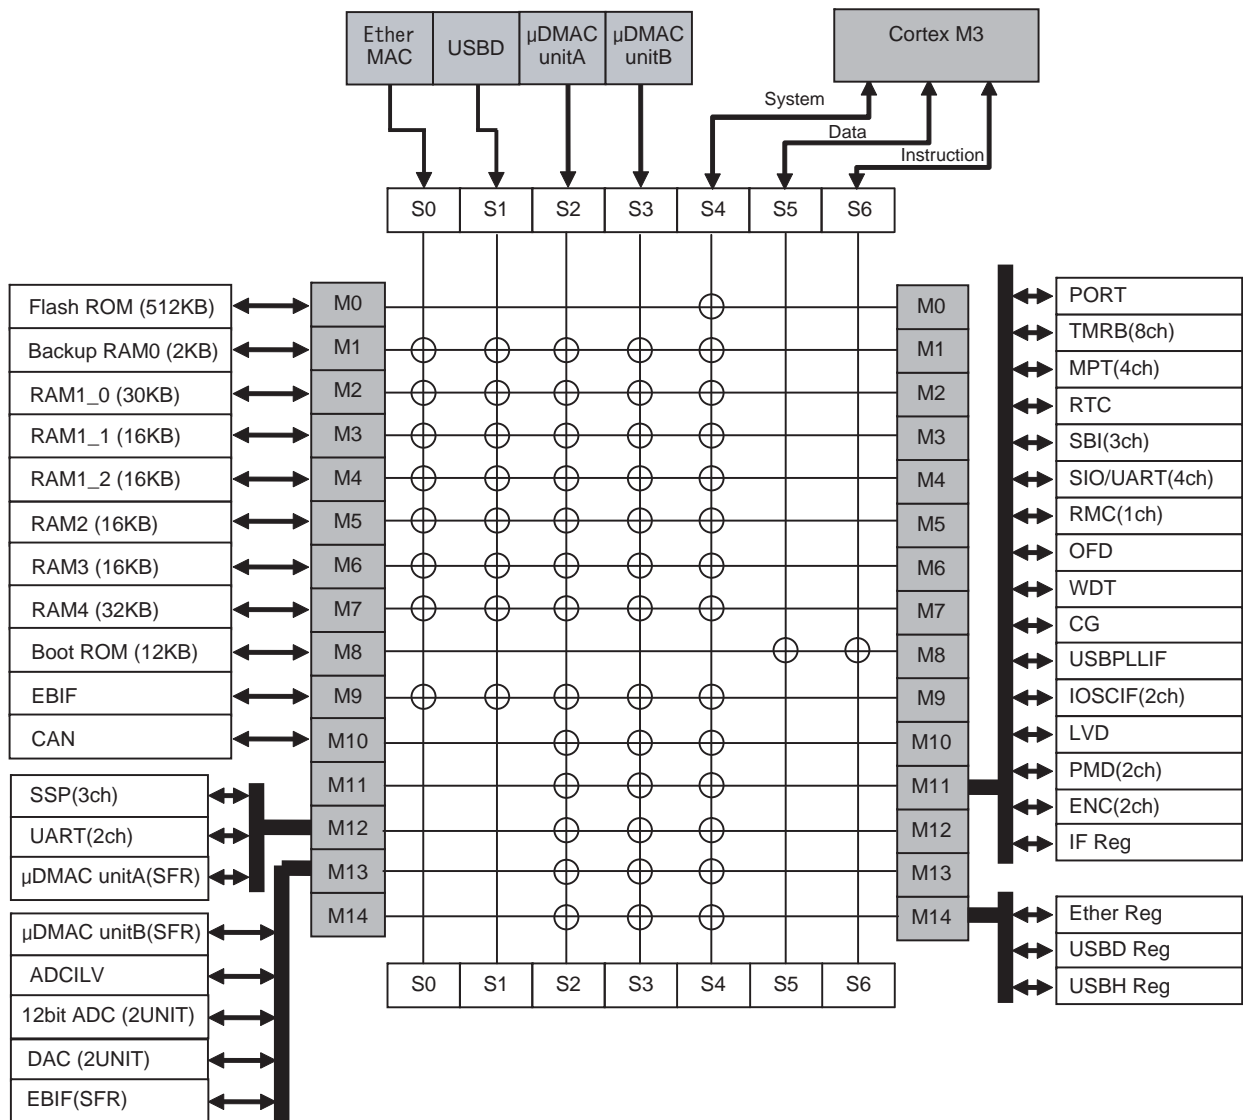 Ether
MAC
USBD
µDMAC
unitA
µDMAC
unitB
Cortex M3
System
Data
Instruction
S0 S1 S2 S3 S4 S5 S6
Flash ROM (512KB)
Backup RAM0 (2KB)
RAM1_0 (30KB)
RAM1_1 (16KB)
RAM1_2 (16KB)
RAM2 (16KB)
RAM3 (16KB)
RAM4 (32KB)
Boot ROM (12KB)
EBIF
CAN
SSP(3ch)
UART(2ch)
µDMAC unitA(SFR)
µDMAC unitB(SFR)
ADCILV
12bit ADC (2UNIT)
DAC (2UNIT)
EBIF(SFR)
M0
M1
M2
M3
M4
M5
M6
M7
M8
M9
M10
M11
M12
M13
M14
M0
M1
M2
M3
M4
M5
M6
M7
M8
M9
M10
M11
M12
M13
M14
PORT
TMRB(8ch)
MPT(4ch)
RTC
SBI(3ch)
SIO/UART(4ch)
RMC(1ch)
OFD
WDT
CG
USBPLLIF
IOSCIF(2ch)
LVD
PMD(2ch)
ENC(2ch)
IF Reg
Ether Reg
USBD Reg
USBH Reg
S0 S1 S2 S3 S4 S5 S6